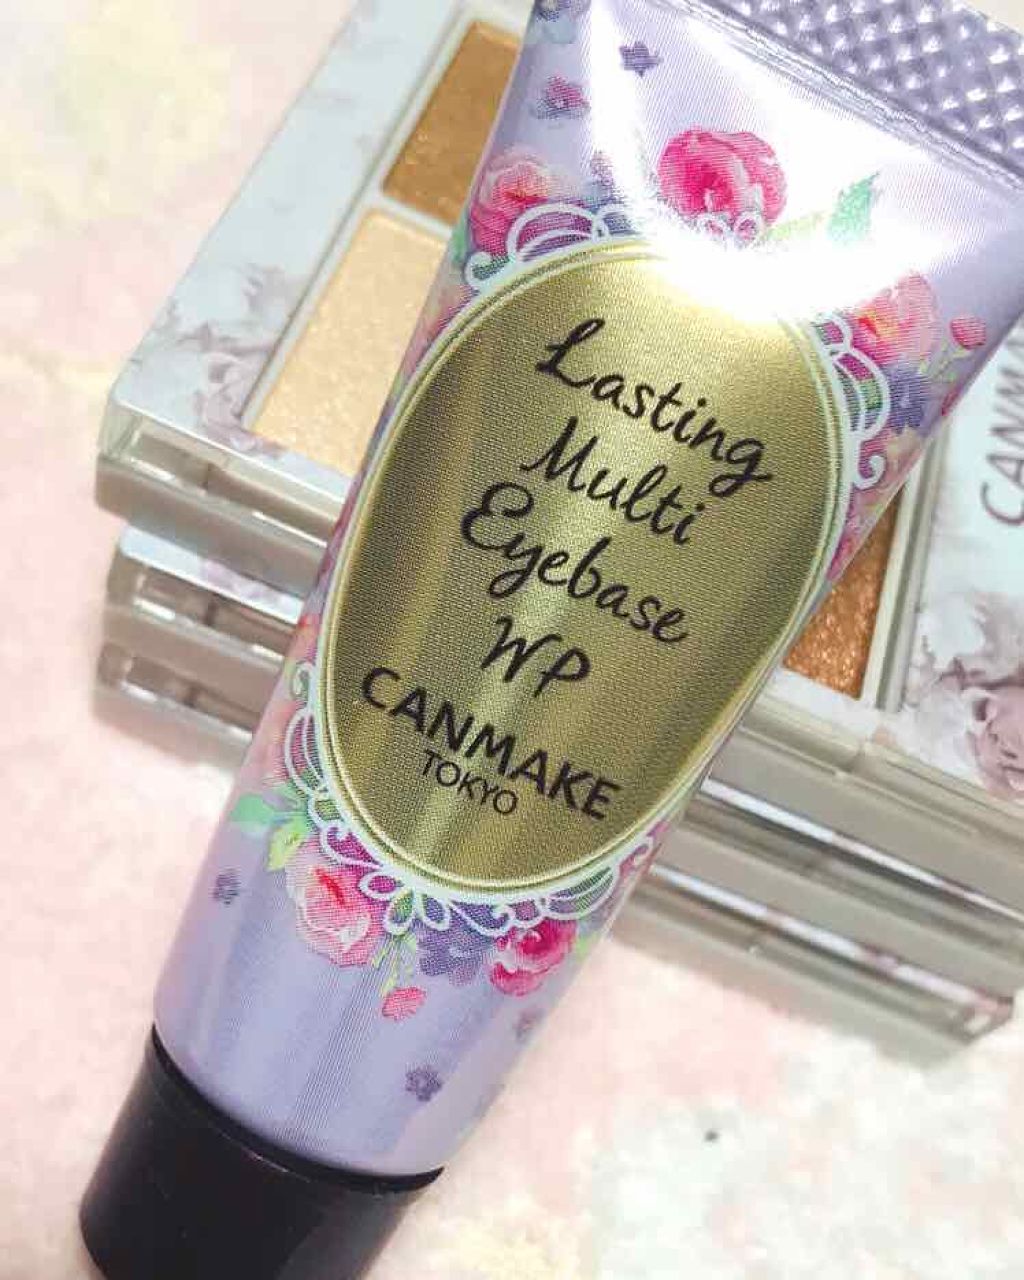 Lasting
Multi
Eyebase
WP
CANMAKE
TOKYO
CANMA